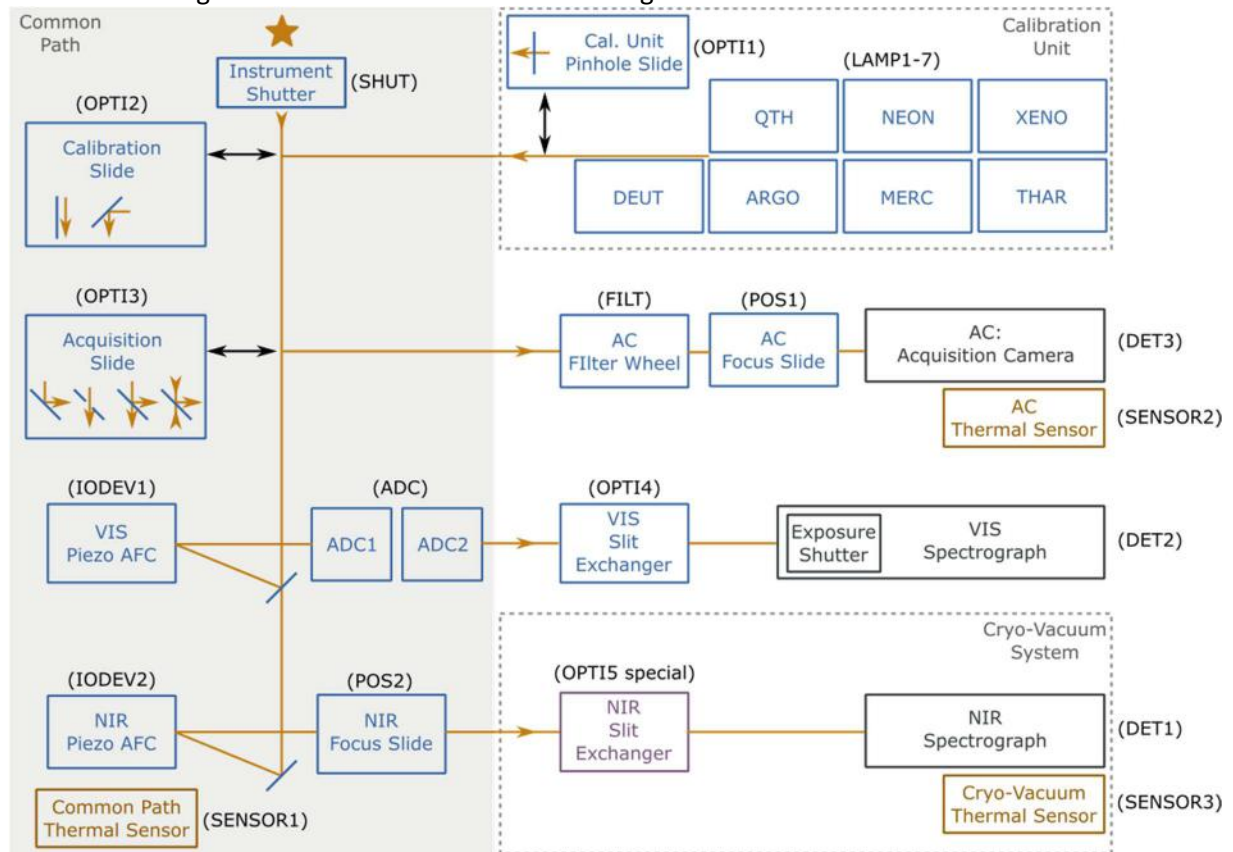 Common
Path
Instrument
Shutter
(SHUT)
(OPTI2)
Calibration
Slide
Cal. Unit
Pinhole Slide
(OPTI1)
Calibration
Unit
(LAMP1-7)
QTH
NEON
XENO
DEUT
ARGO
MERC
THAR
(OPTI3)
Acquisition
Slide
(FILT)
AC
FIlter Wheel
(POS1)
AC
Focus Slide
AC:
Acquisition Camera
(DET3)
AC
Thermal Sensor
(SENSOR2)
(IODEV1)
VIS
Piezo AFC
(ADC)
ADC1
ADC2
(OPTI4)
VIS
Slit
Exchanger
Exposure
Shutter
VIS
Spectrograph
(DET2)
Cryo-Vacuum
System
(IODEV2)
NIR
Piezo AFC
(POS2)
NIR
Focus Slide
(OPTI5 special)
NIR
Slit
Exchanger
NIR
Spectrograph
(DET1)
Common Path
Thermal Sensor
(SENSOR1)
Cryo-Vacuum
Thermal Sensor
(SENSOR3)